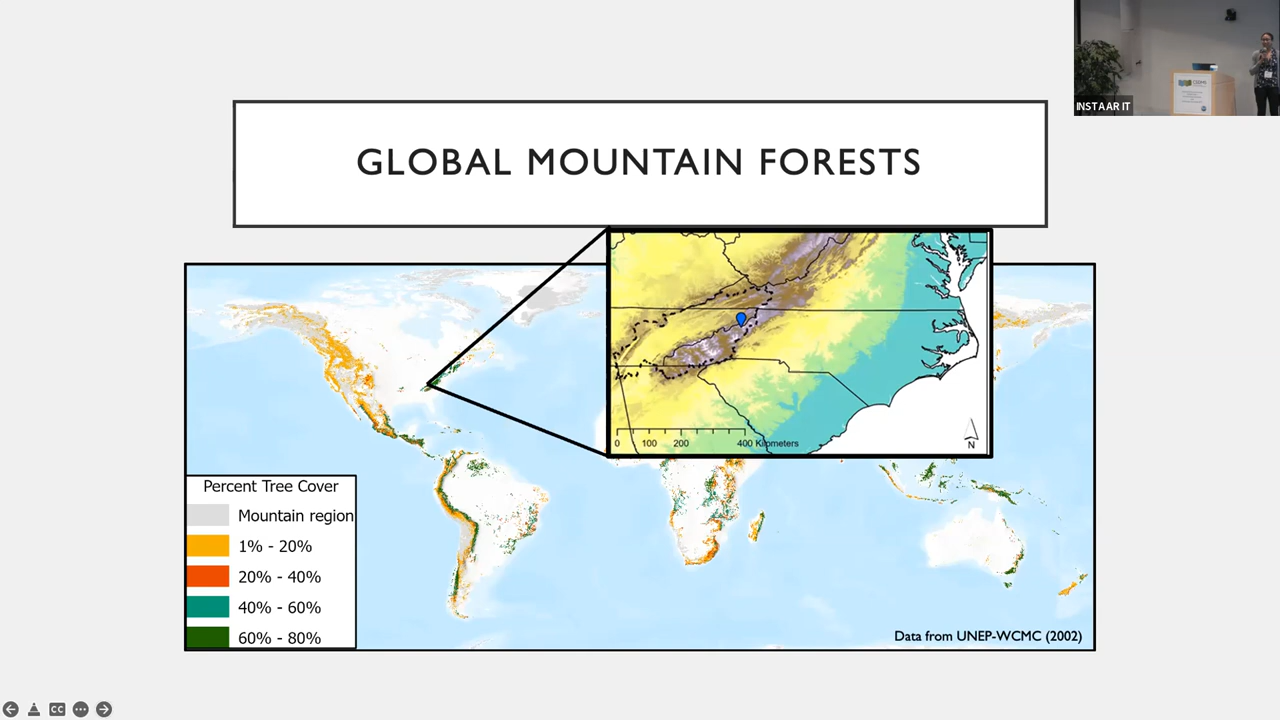 INSTAAR IT
GLOBAL MOUNTAIN FORESTS
0 100 200 400 Kilometers
N
Percent Tree Cover
Mountain region
1% - 20%
20% - 40%
40% - 60%
60% - 80%
Data from UNEP-WCMC (2002)
CC